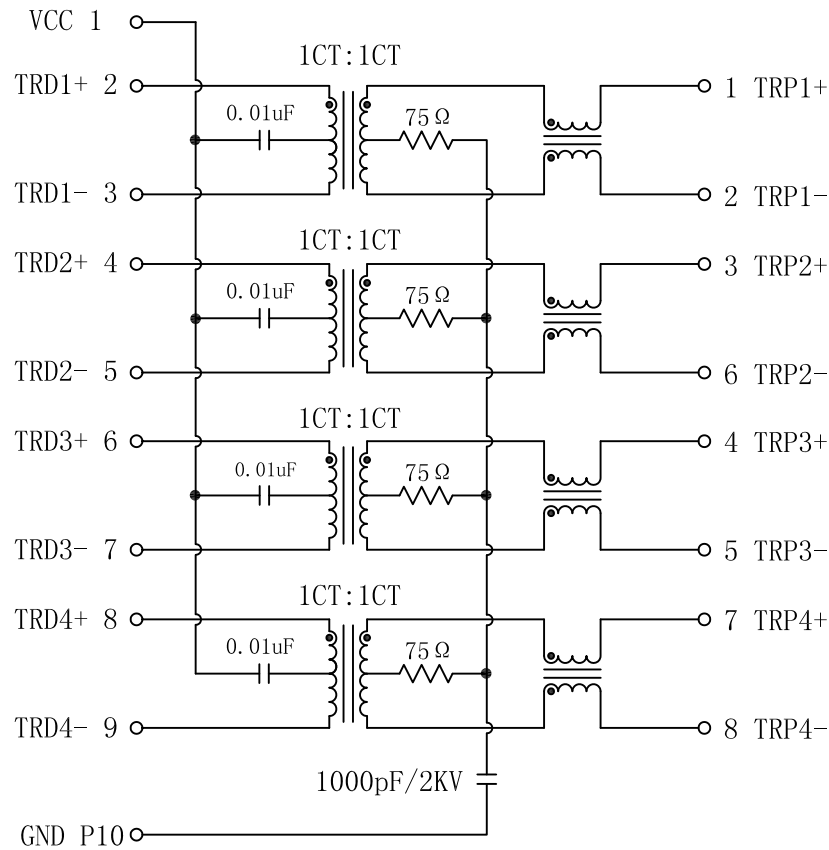 VCC 1
1CT:1CT
TRD1+ 2
0.01uF
75Ω
1 TRP1+
TRD1- 3
2 TRP1-
1CT:1CT
TRD2+ 4
0.01uF
75Ω
3 TRP2+
TRD2- 5
6 TRP2-
1CT:1CT
TRD3+ 6
0.01uF
75Ω
4 TRP3+
TRD3- 7
5 TRP3-
1CT:1CT
TRD4+ 8
0.01uF
75Ω
7 TRP4+
TRD4- 9
8 TRP4-
1000pF/2KV
GND P10